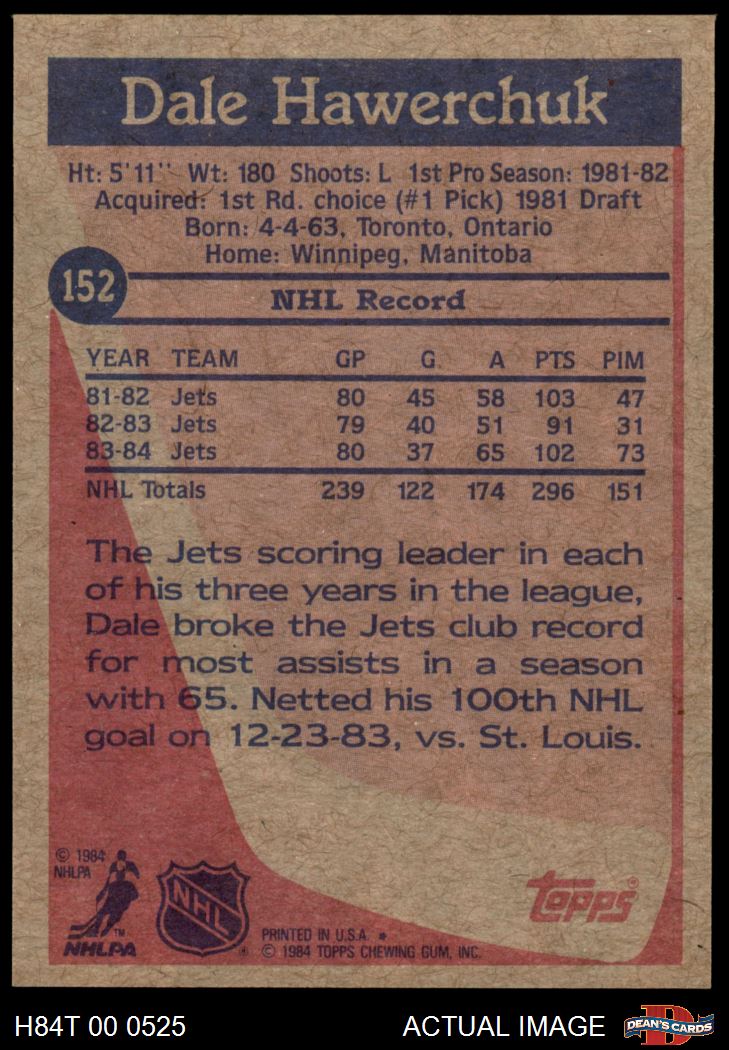 Dale Hawerchuk
Ht: 5'11'' Wt: 180 Shoots: L 1st Pro Season: 1981-82
Acquired: 1st Rd. choice (#1 Pick) 1981 Draft
Born: 4-4-63, Toronto, Ontario
Home: Winnipeg, Manitoba
152
NHL Record
YEAR TEAM GP G A PTS PIM
81-82 Jets 80 45 58 103 47
82-83 Jets 79 40 51 91 31
83-84 Jets 80 37 65 102 73
NHL Totals 239 122 174 296 151
The Jets scoring leader in each
of his three years in the league,
Dale broke the Jets club record
for most assists in a season
with 65. Netted his 100th NHL
goal on 12-23-83, vs. St. Louis.
© 1984
NHLPA
TM
NHLPA
NHL
®
PRINTED IN U.S.A. *
© 1984 TOPPS CHEWING GUM, INC.
topps®
H84T 00 0525
ACTUAL IMAGE
D
DEAN'S CARDS